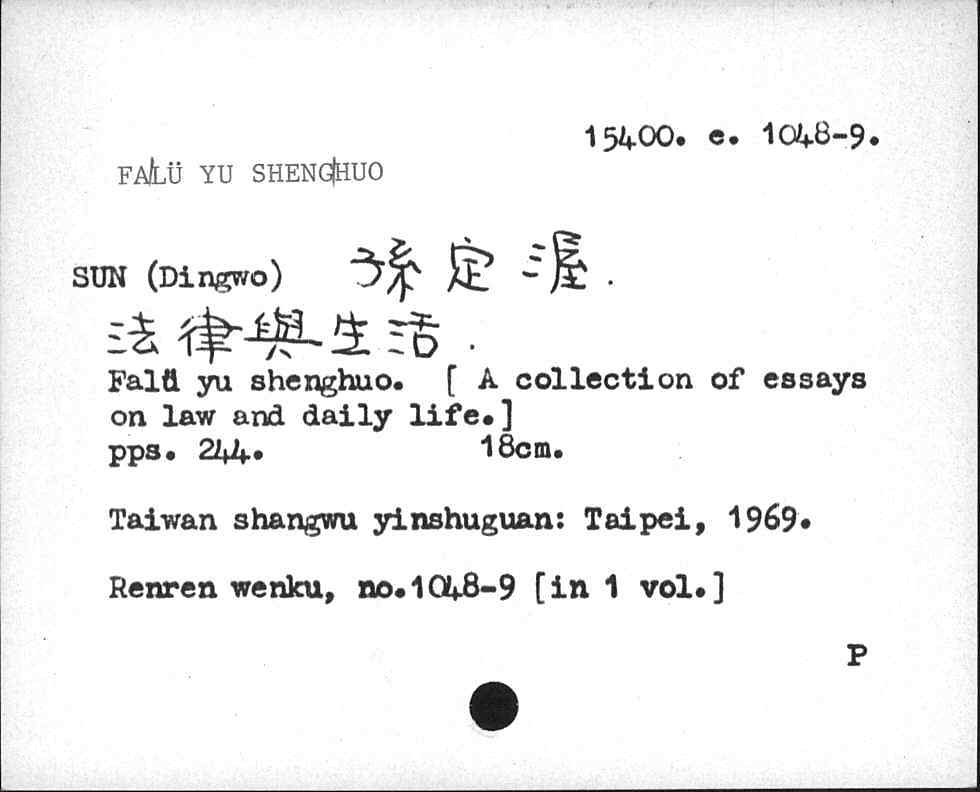 15400. e. 1048-9.
FALÜ YU SHENGHUO
SUN (Dingwo) 孫定渥.
法律與生活.
Falü yu shenghuo. [ A collection of essays
on law and daily life.]
pps. 244. 18cm.
Taiwan shangwu yinshuguan: Taipei, 1969.
Renren wenku, no.1048-9 [in 1 vol.]
P